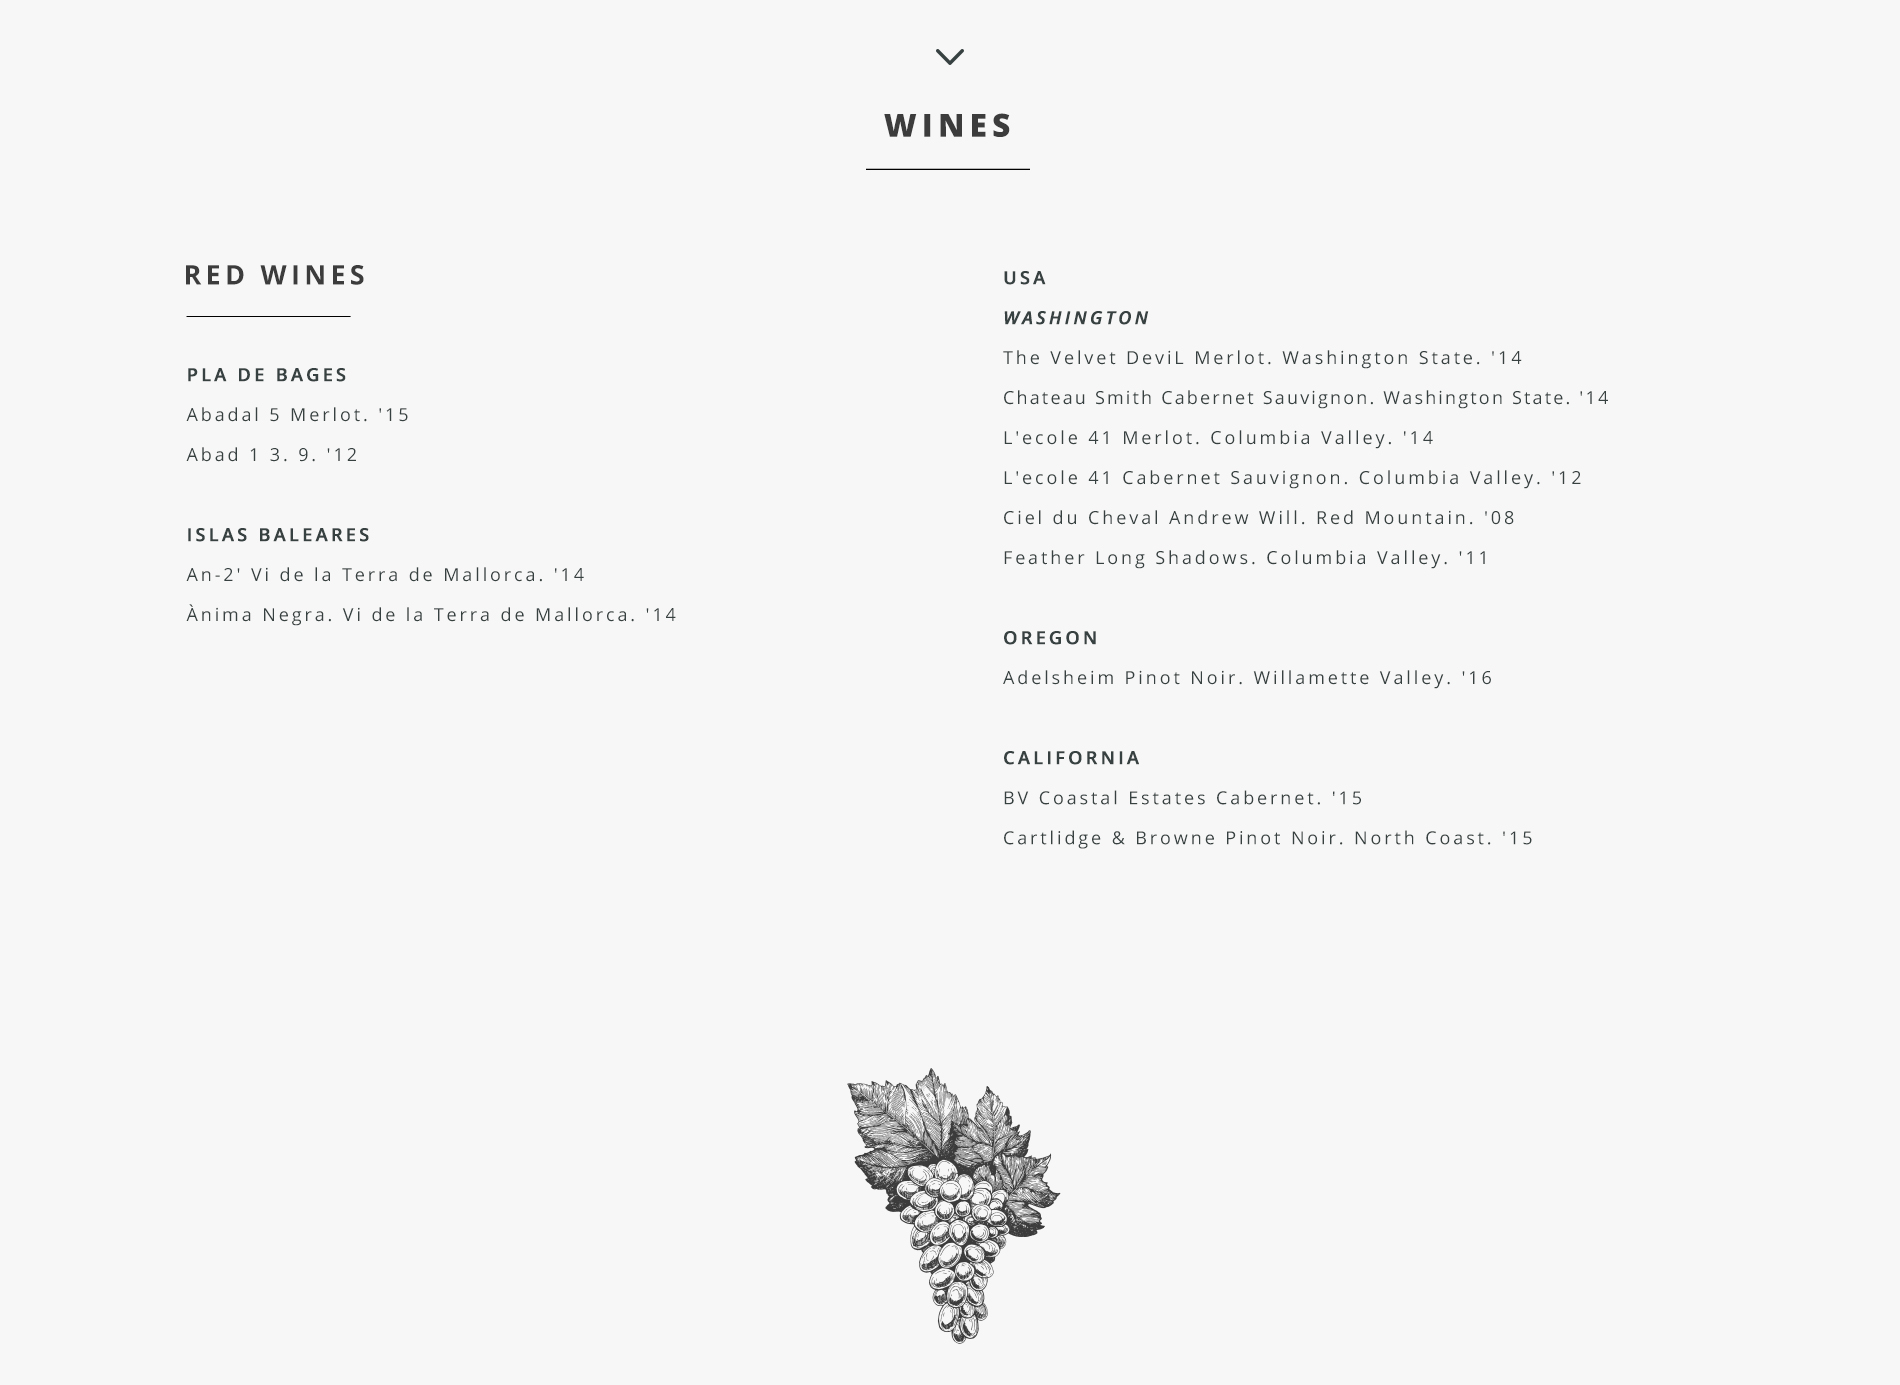 WINES
RED WINES
PLA DE BAGES
Abadal 5 Merlot. '15
Abad 1 3. 9. '12
ISLAS BALEARES
An-2' Vi de la Terra de Mallorca. '14
Ànima Negra. Vi de la Terra de Mallorca. '14
USA
WASHINGTON
The Velvet DeviL Merlot. Washington State. '14
Chateau Smith Cabernet Sauvignon. Washington State. '14
L'ecole 41 Merlot. Columbia Valley. '14
L'ecole 41 Cabernet Sauvignon. Columbia Valley. '12
Ciel du Cheval Andrew Will. Red Mountain. '08
Feather Long Shadows. Columbia Valley. '11
OREGON
Adelsheim Pinot Noir. Willamette Valley. '16
CALIFORNIA
BV Coastal Estates Cabernet. '15
Cartlidge & Browne Pinot Noir. North Coast. '15